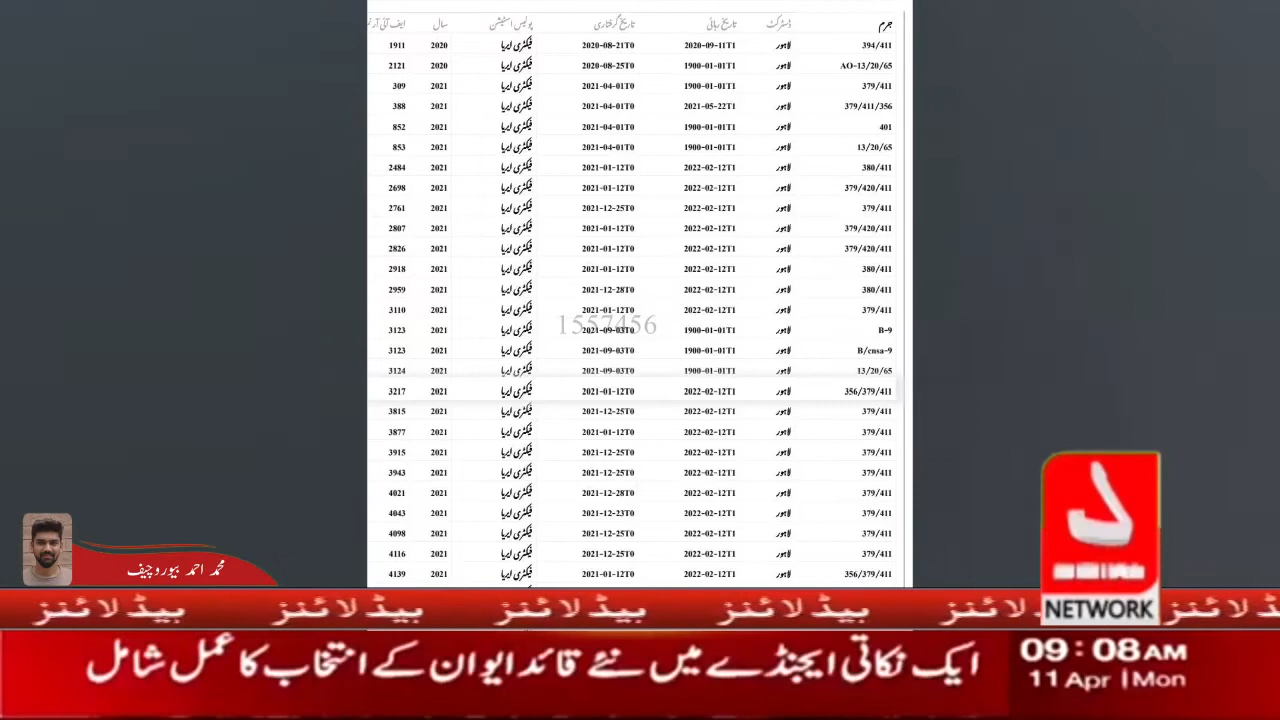 جرم ڈسٹرکٹ تاریخ رہائی تاریخ گرفتاری پولیس اسٹیشن سال ایف آئی آر نم
394/411 لاہور 2020-09-11T1 2020-08-21T0 فیکٹری ایریا 2020 1911
AO-13/20/65 لاہور 1900-01-01T1 2020-08-25T0 فیکٹری ایریا 2020 2121
379/411 لاہور 1900-01-01T1 2021-04-01T0 فیکٹری ایریا 2021 309
379/411/356 لاہور 2021-05-22T1 2021-04-01T0 فیکٹری ایریا 2021 388
401 لاہور 1900-01-01T1 2021-04-01T0 فیکٹری ایریا 2021 852
13/20/65 لاہور 1900-01-01T1 2021-04-01T0 فیکٹری ایریا 2021 853
380/411 لاہور 2022-02-12T1 2021-01-12T0 فیکٹری ایریا 2021 2484
379/420/411 لاہور 2022-02-12T1 2021-01-12T0 فیکٹری ایریا 2021 2698
379/411 لاہور 2022-02-12T1 2021-12-25T0 فیکٹری ایریا 2021 2761
379/420/411 لاہور 2022-02-12T1 2021-01-12T0 فیکٹری ایریا 2021 2807
379/420/411 لاہور 2022-02-12T1 2021-01-12T0 فیکٹری ایریا 2021 2826
380/411 لاہور 2022-02-12T1 2021-01-12T0 فیکٹری ایریا 2021 2918
380/411 لاہور 2022-02-12T1 2021-12-28T0 فیکٹری ایریا 2021 2959
379/411 لاہور 2022-02-12T1 2021-01-12T0 فیکٹری ایریا 2021 3110
1557456
B-9 لاہور 1900-01-01T1 2021-09-03T0 فیکٹری ایریا 2021 3123
B/cnsa-9 لاہور 1900-01-01T1 2021-09-03T0 فیکٹری ایریا 2021 3123
13/20/65 لاہور 1900-01-01T1 2021-09-03T0 فیکٹری ایریا 2021 3124
356/379/411 لاہور 2022-02-12T1 2021-01-12T0 فیکٹری ایریا 2021 3217
379/411 لاہور 2022-02-12T1 2021-12-25T0 فیکٹری ایریا 2021 3815
379/411 لاہور 2022-02-12T1 2021-01-12T0 فیکٹری ایریا 2021 3877
379/411 لاہور 2022-02-12T1 2021-12-25T0 فیکٹری ایریا 2021 3915
379/411 لاہور 2022-02-12T1 2021-12-25T0 فیکٹری ایریا 2021 3943
379/411 لاہور 2022-02-12T1 2021-12-28T0 فیکٹری ایریا 2021 4021
379/411 لاہور 2022-02-12T1 2021-12-23T0 فیکٹری ایریا 2021 4043
379/411 لاہور 2022-02-12T1 2021-12-25T0 فیکٹری ایریا 2021 4098
379/411 لاہور 2022-02-12T1 2021-12-25T0 فیکٹری ایریا 2021 4116
356/379/411 لاہور 2022-02-12T1 2021-01-12T0 فیکٹری ایریا 2021 4139
محمد احمد بیوروچیف
NETWORK
ہیڈلائنز ہیڈلائنز ہیڈلائنز ہیڈلائنز ہیڈلائنز ہیڈلائنز
ایک نکاتی ایجنڈے میں نئے قائد ایوان کے انتخاب کا عمل شامل
09:08AM
11 Apr | Mon